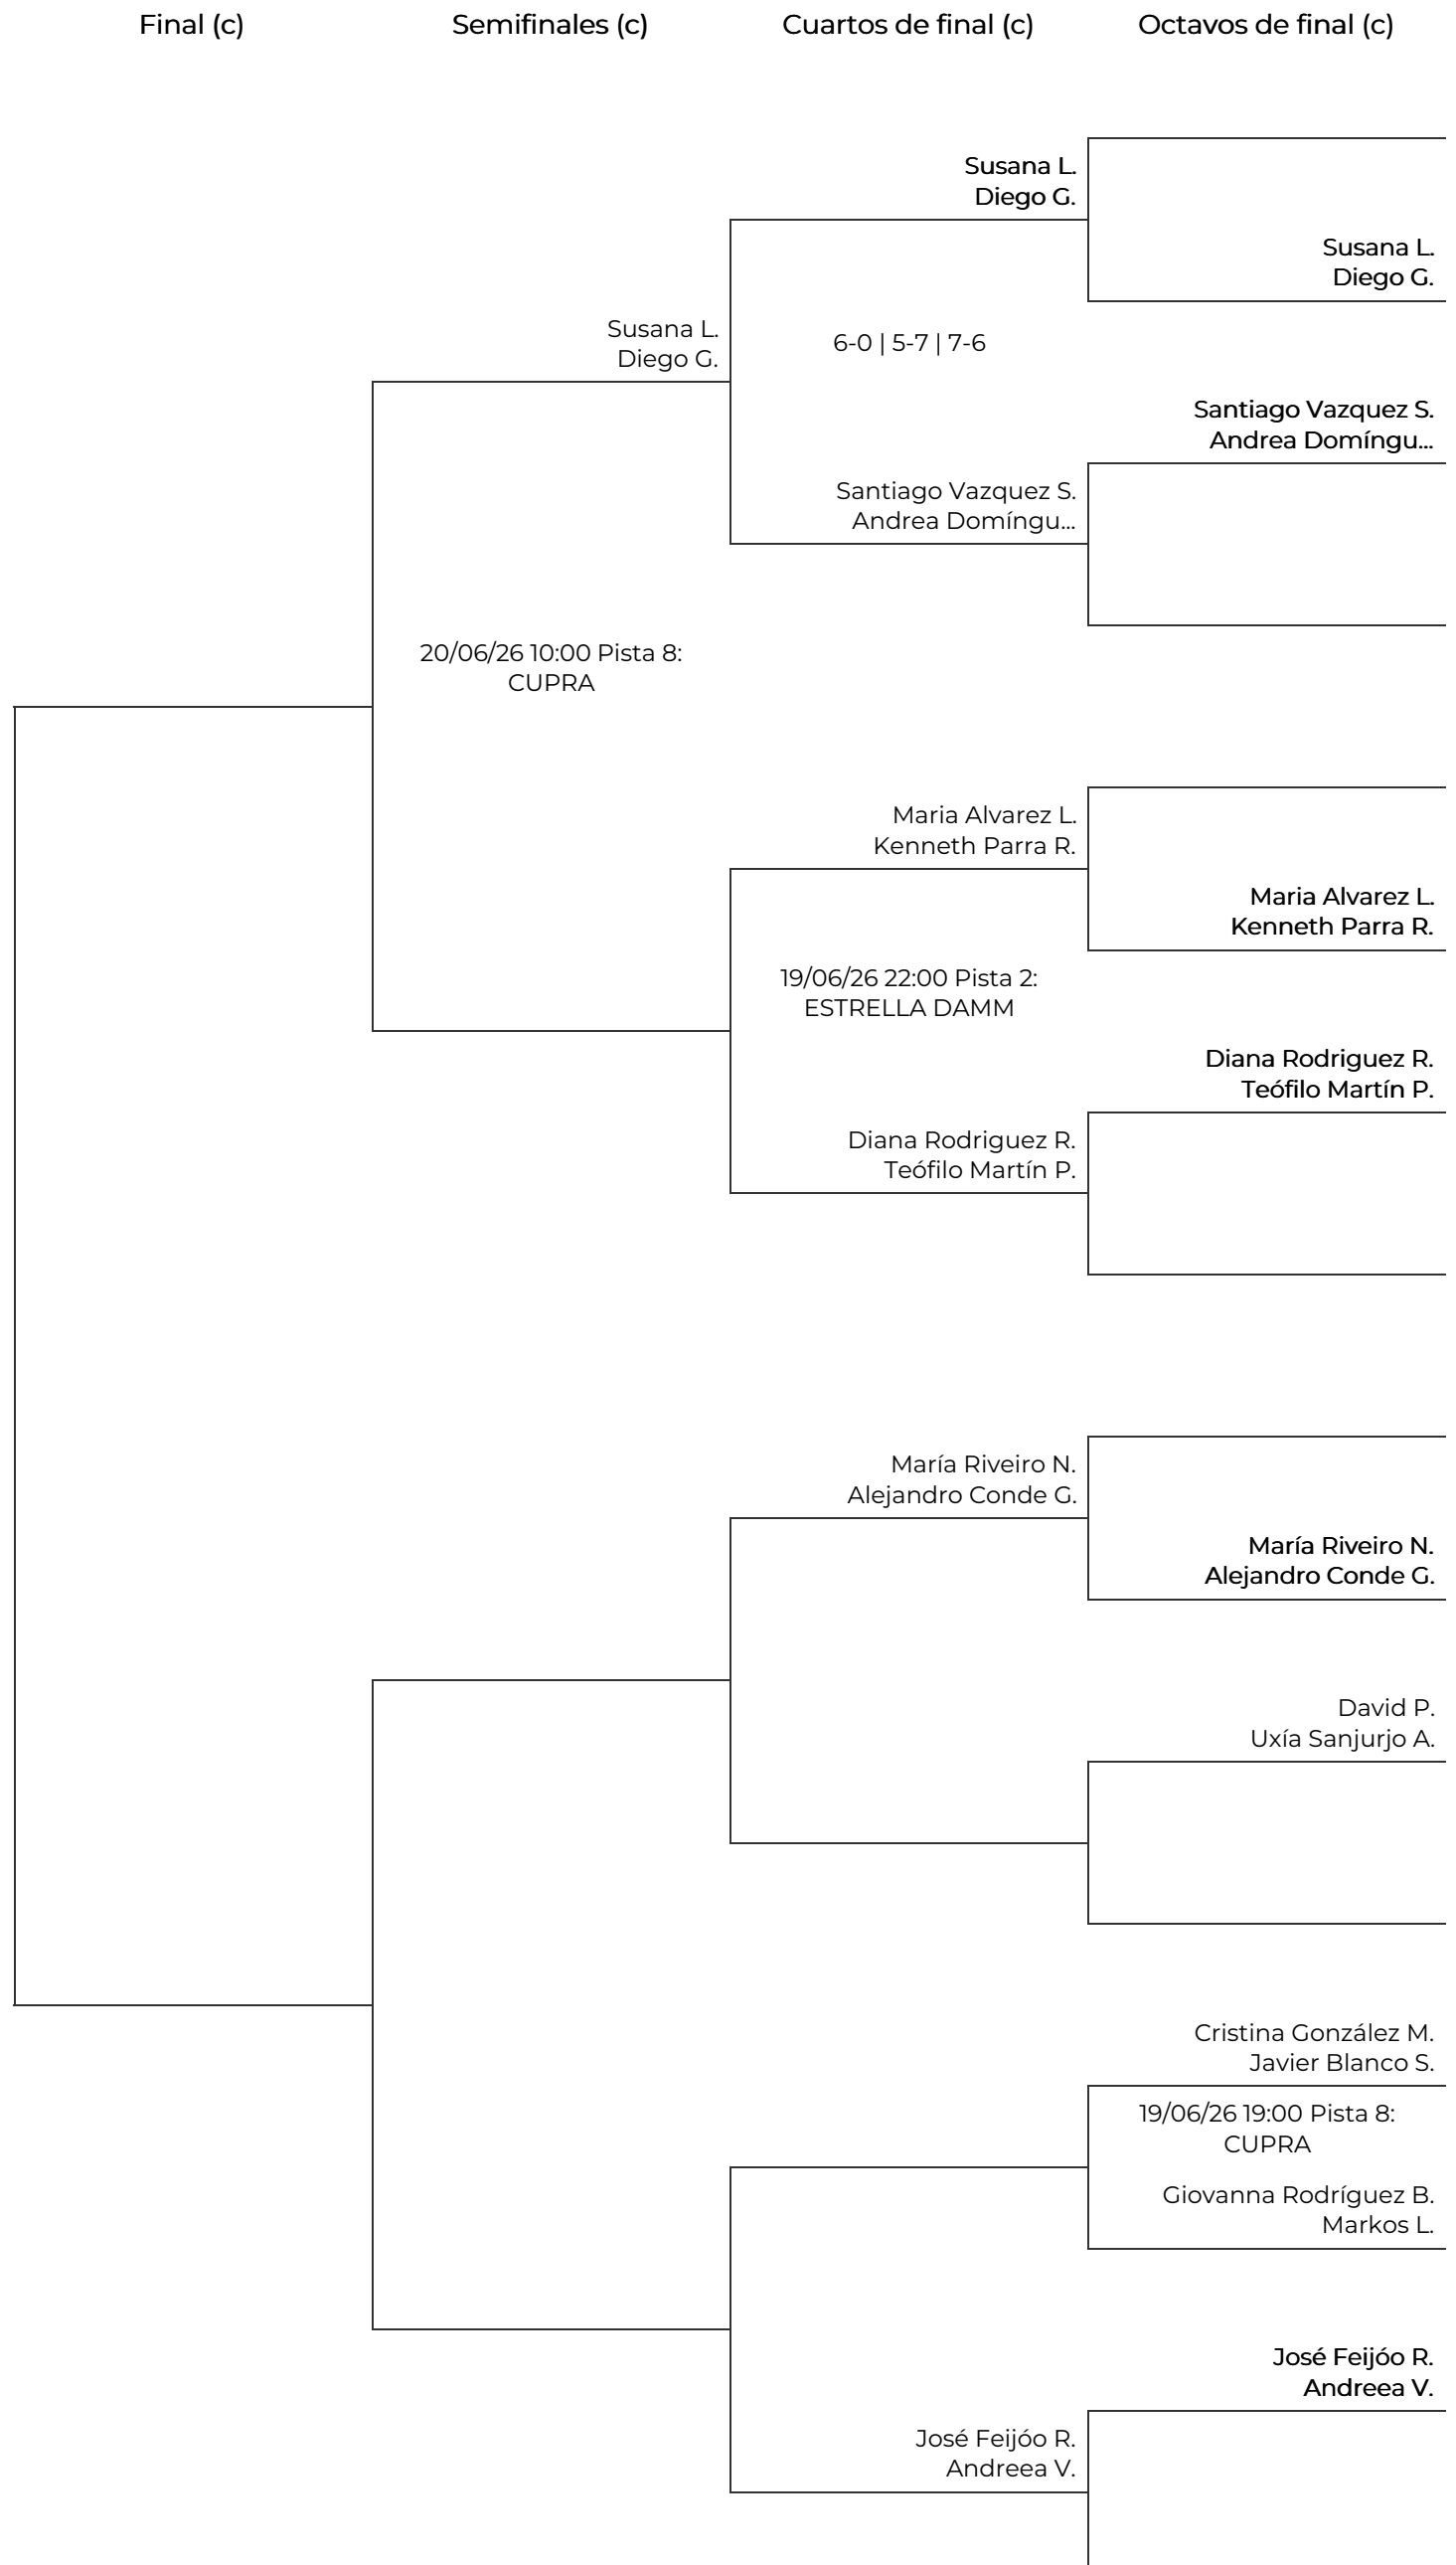 Final (c)
Semifinales (c)
Cuartos de final (c)
Octavos de final (c)
Susana L.
Diego G.
Susana L.
Diego G.
Susana L.
Diego G.
6-0 | 5-7 | 7-6
Santiago Vazquez S.
Andrea Domíngu...
Santiago Vazquez S.
Andrea Domíngu...
20/06/26 10:00 Pista 8:
CUPRA
Maria Alvarez L.
Kenneth Parra R.
Maria Alvarez L.
Kenneth Parra R.
19/06/26 22:00 Pista 2:
ESTRELLA DAMM
Diana Rodriguez R.
Teófilo Martín P.
Diana Rodriguez R.
Teófilo Martín P.
María Riveiro N.
Alejandro Conde G.
María Riveiro N.
Alejandro Conde G.
David P.
Uxía Sanjurjo A.
Cristina González M.
Javier Blanco S.
19/06/26 19:00 Pista 8:
CUPRA
Giovanna Rodríguez B.
Markos L.
José Feijóo R.
Andreea V.
José Feijóo R.
Andreea V.